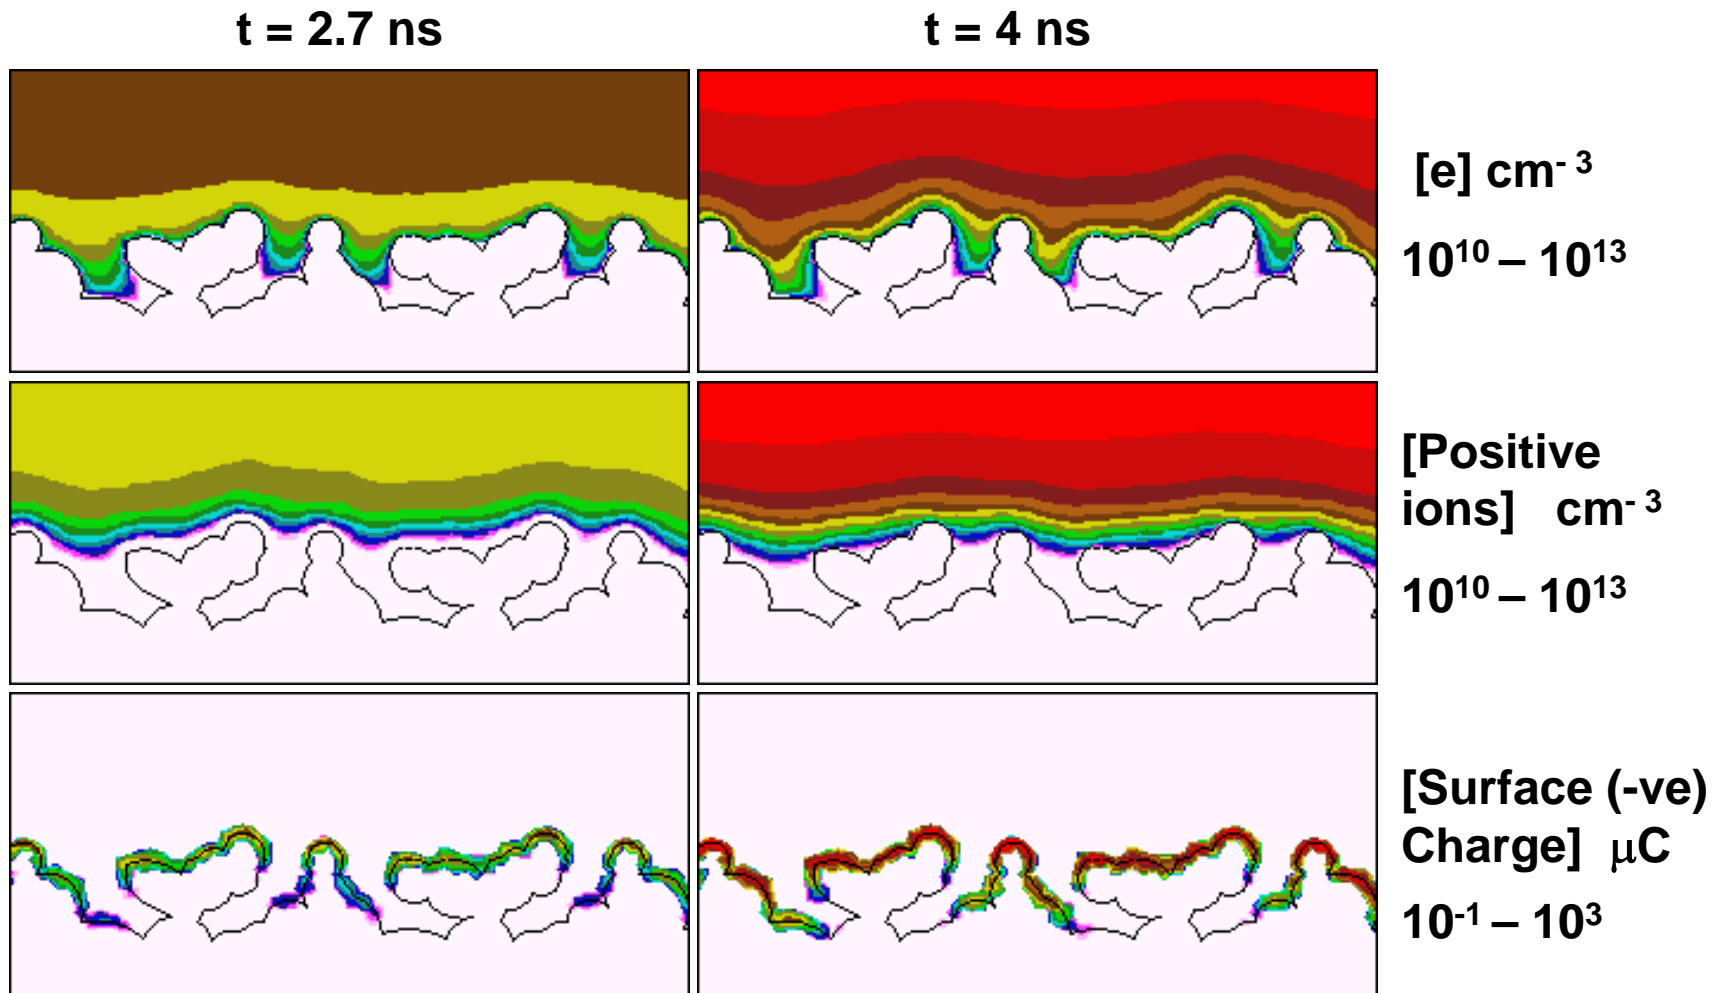 t = 2.7 ns
t = 4 ns
[e] cm⁻³
10¹⁰ – 10¹³
[Positive
ions] cm⁻³
10¹⁰ – 10¹³
[Surface (-ve)
Charge] μC
10⁻¹ – 10³